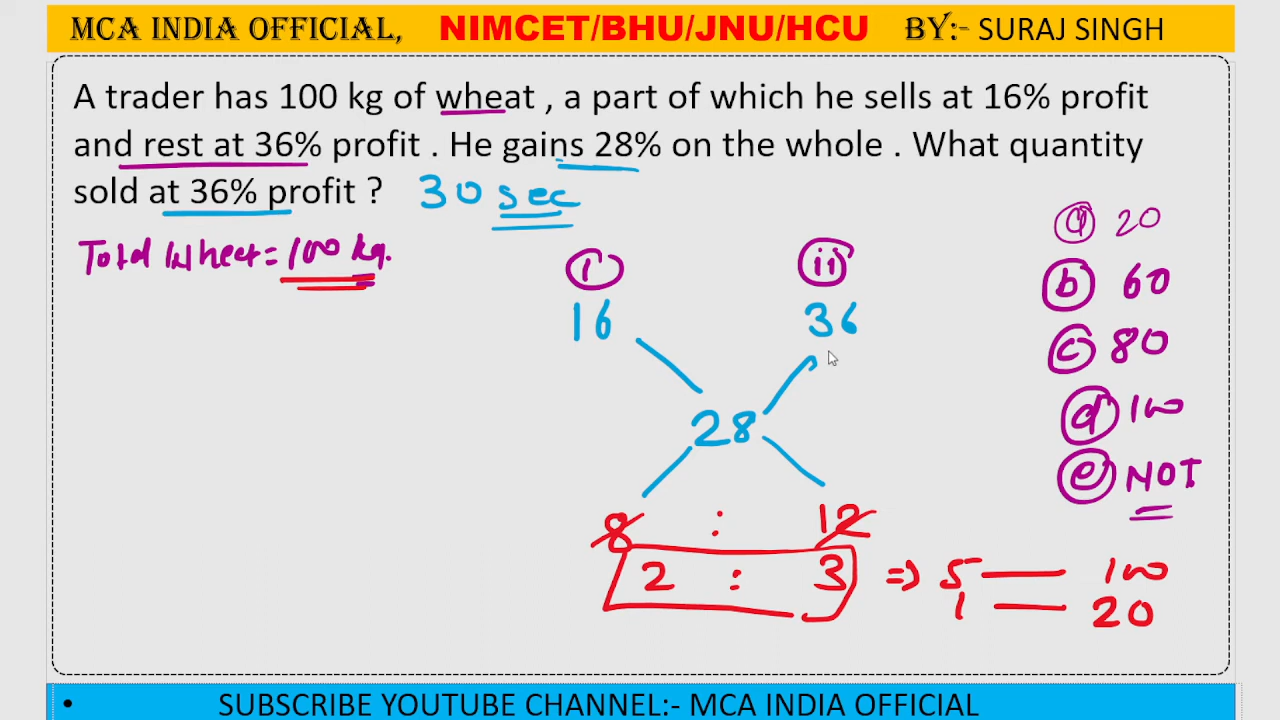 MCA INDIA OFFICIAL, NIMCET/BHU/JNU/HCU BY:- SURAJ SINGH
A trader has 100 kg of wheat , a part of which he sells at 16% profit
and rest at 36% profit . He gains 28% on the whole . What quantity
sold at 36% profit ? 30 sec
Total Wheat = 100 kg.
(i) (ii)
16 36
28
8 : 12
2 : 3 => 5 — 100
1 — 20
(a) 20
(b) 60
(c) 80
(d) 100
(e) NOT
• SUBSCRIBE YOUTUBE CHANNEL:- MCA INDIA OFFICIAL